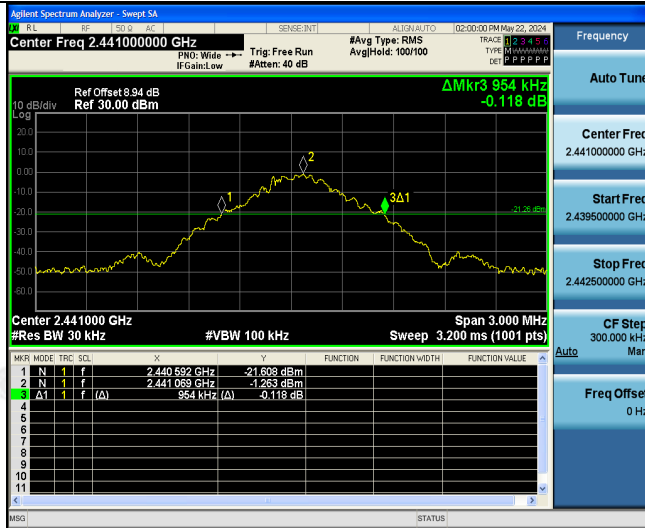 Agilent Spectrum Analyzer - Swept SA
RL RF 50 Ω AC SENSE:INT ALIGN AUTO 02:00:00 PM May 22, 2024
Center Freq 2.441000000 GHz
PNO: Wide
IFGain:Low
Trig: Free Run
#Atten: 40 dB
#Avg Type: RMS
Avg|Hold: 100/100
TRACE 1 2 3 4 5 6
TYPE M
DET P P P P P P
Ref Offset 8.94 dB
Ref 30.00 dBm
10 dB/div
Log
ΔMkr3 954 kHz
-0.118 dB
20.0
10.0
0.00
-10.0
-20.0
-30.0
-40.0
-50.0
-60.0
1
2
3Δ1
-21.26 dBm
Center 2.441000 GHz Span 3.000 MHz
#Res BW 30 kHz #VBW 100 kHz Sweep 3.200 ms (1001 pts)
MKR MODE TRC SCL X Y FUNCTION FUNCTION WIDTH FUNCTION VALUE
1 N 1 f 2.440 592 GHz -21.608 dBm
2 N 1 f 2.441 069 GHz -1.263 dBm
3 Δ1 1 f (Δ) 954 kHz (Δ) -0.118 dB
4
5
6
7
8
9
10
11
MSG STATUS
Frequency
Auto Tune
Center Freq
2.441000000 GHz
Start Freq
2.439500000 GHz
Stop Freq
2.442500000 GHz
CF Step
300.000 kHz
Auto Man
Freq Offset
0 Hz